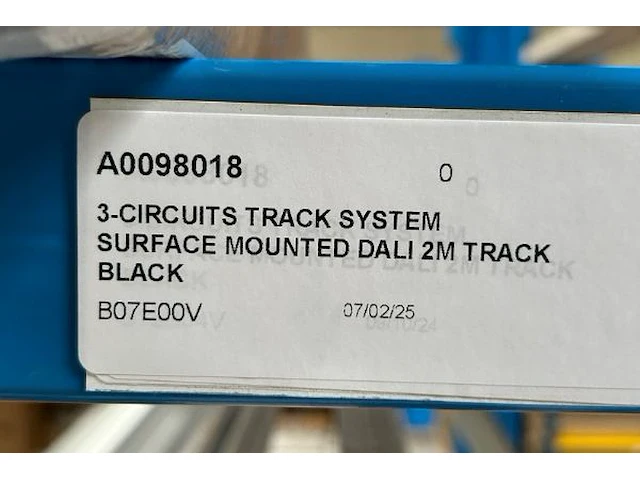 A0098018 0
3-CIRCUITS TRACK SYSTEM
SURFACE MOUNTED DALI 2M TRACK
BLACK
B07E00V 07/02/25